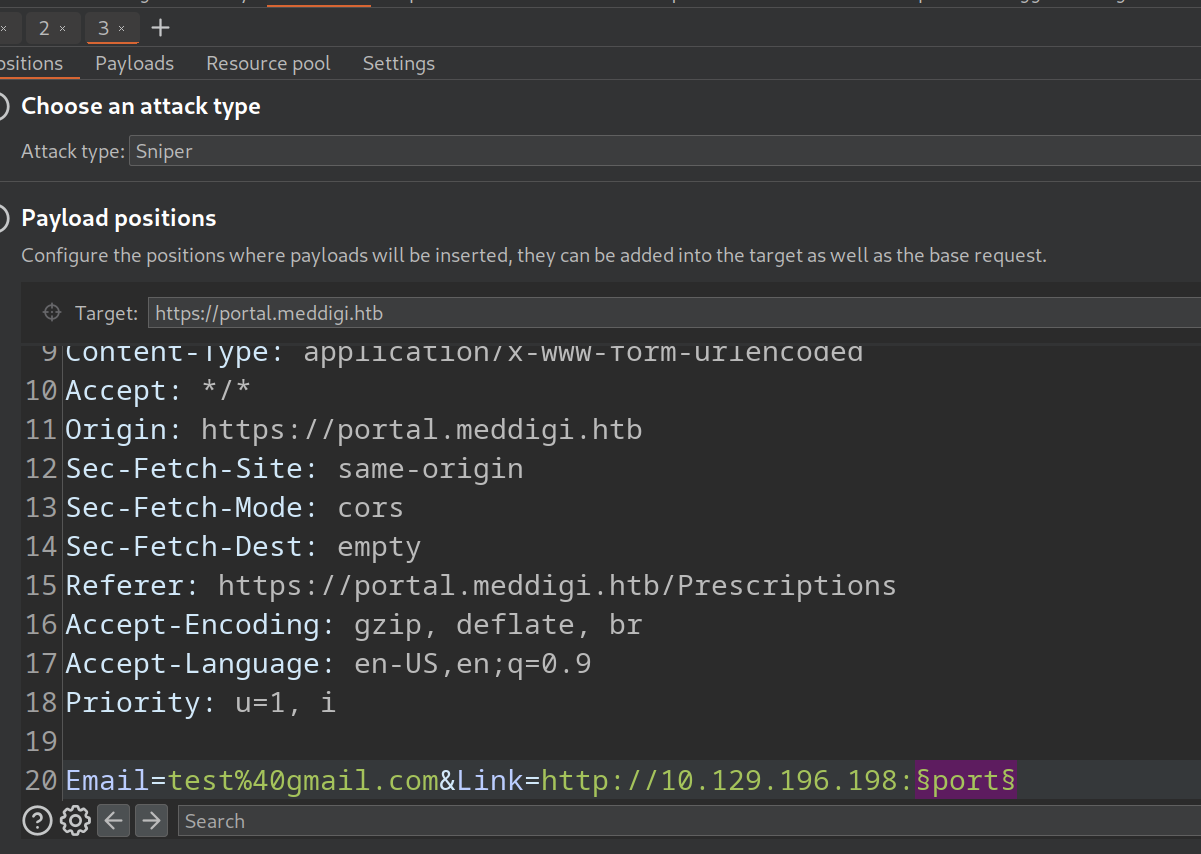 2 ×
3 ×
+
Payloads
Resource pool
Settings
Choose an attack type
Attack type: Sniper
Payload positions
Configure the positions where payloads will be inserted, they can be added into the target as well as the base request.
Target: https://portal.meddigi.htb
9 Content-Type: application/x-www-form-urlencoded
10 Accept: */*
11 Origin: https://portal.meddigi.htb
12 Sec-Fetch-Site: same-origin
13 Sec-Fetch-Mode: cors
14 Sec-Fetch-Dest: empty
15 Referer: https://portal.meddigi.htb/Prescriptions
16 Accept-Encoding: gzip, deflate, br
17 Accept-Language: en-US,en;q=0.9
18 Priority: u=1, i
19
20 Email=test%40gmail.com&Link=http://10.129.196.198:§port§
Search